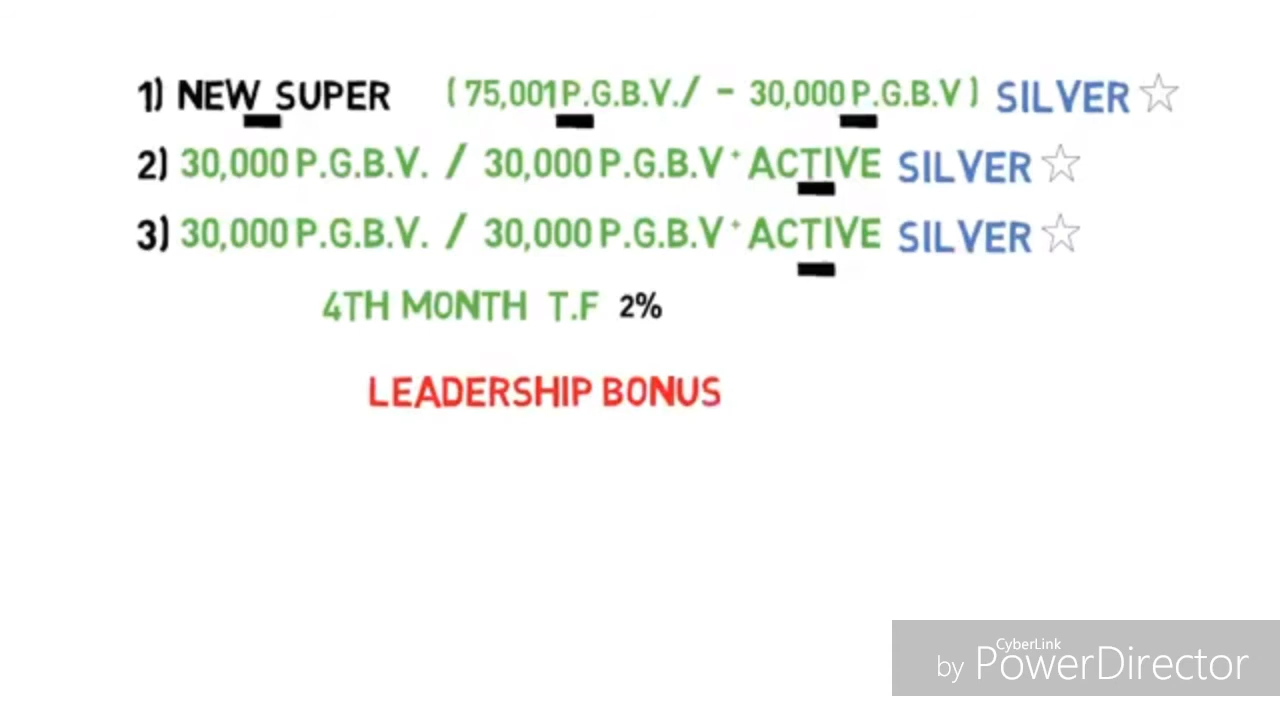 1) NEW SUPER ( 75,001 P.G.B.V. / - 30,000 P.G.B.V ) SILVER ☆
2) 30,000 P.G.B.V. / 30,000 P.G.B.V + ACTIVE SILVER ☆
3) 30,000 P.G.B.V. / 30,000 P.G.B.V + ACTIVE SILVER ☆
4TH MONTH T.F 2%
LEADERSHIP BONUS
CyberLink
by PowerDirector